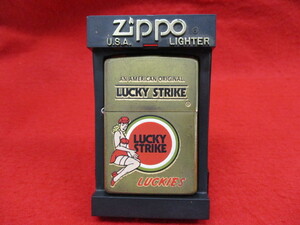 zippo
U.S.A. LIGHTER
AN AMERICAN ORIGINAL
LUCKY STRIKE
LUCKY
STRIKE
LUCKIES